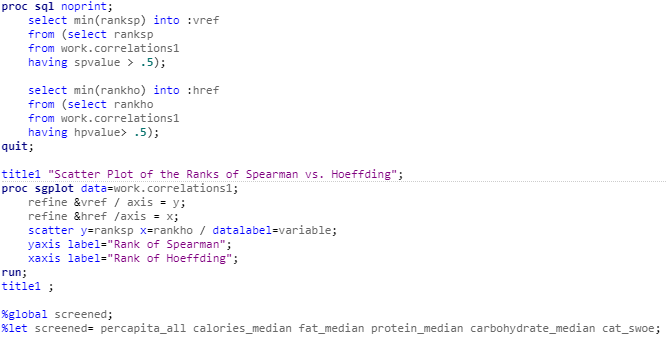 proc sql noprint;
select min(ranksp) into :vref
from (select ranksp
from work.correlations1
having spvalue > .5);
select min(rankho) into :href
from (select rankho
from work.correlations1
having hpvalue> .5);
quit;
title1 "Scatter Plot of the Ranks of Spearman vs. Hoeffding";
proc sgplot data=work.correlations1;
refine &vref / axis = y;
refine &href /axis = x;
scatter y=ranksp x=rankho / datalabel=variable;
yaxis label="Rank of Spearman";
xaxis label="Rank of Hoeffding";
run;
title1 ;
%global screened;
%let screened= percapita_all calories_median fat_median protein_median carbohydrate_median cat_swoe;